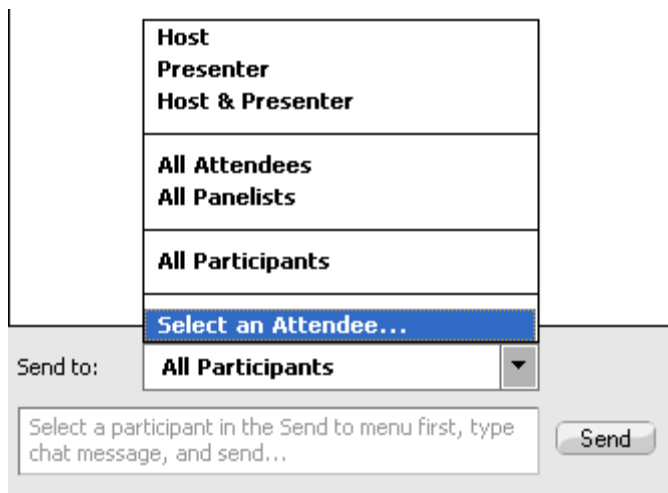 Host
Presenter
Host & Presenter
All Attendees
All Panelists
All Participants
Select an Attendee...
Send to: All Participants
Select a participant in the Send to menu first, type
chat message, and send...
Send